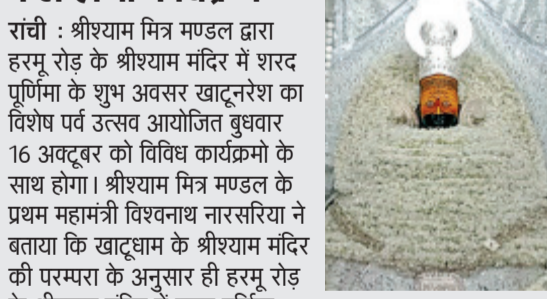 रांची : श्रीश्याम मित्र मण्डल द्वारा
हरमू रोड़ के श्रीश्याम मंदिर में शरद
पूर्णिमा के शुभ अवसर खाटूनरेश का
विशेष पर्व उत्सव आयोजित बुधवार
16 अक्टूबर को विविध कार्यक्रमो के
साथ होगा। श्रीश्याम मित्र मण्डल के
प्रथम महामंत्री विश्वनाथ नारसरिया ने
बताया कि खाटूधाम के श्रीश्याम मंदिर
की परम्परा के अनुसार ही हरमू रोड़